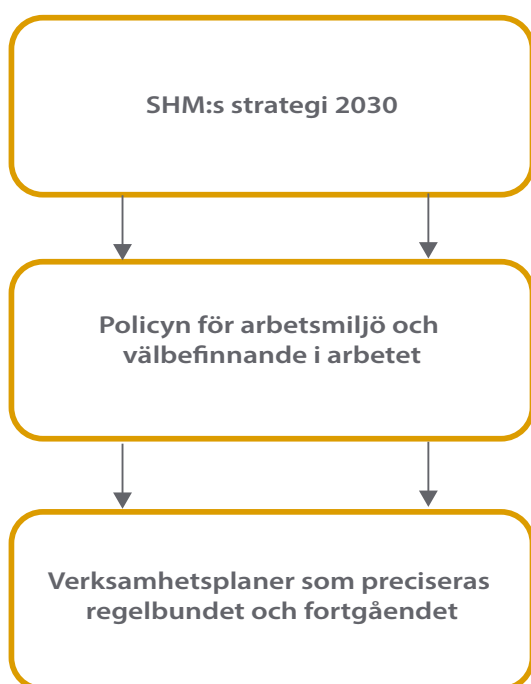 SHM:s strategi 2030
Policyn för arbetsmiljö och
välbefinnande i arbetet
Verksamhetsplaner som preciseras
regelbundet och fortgåendet